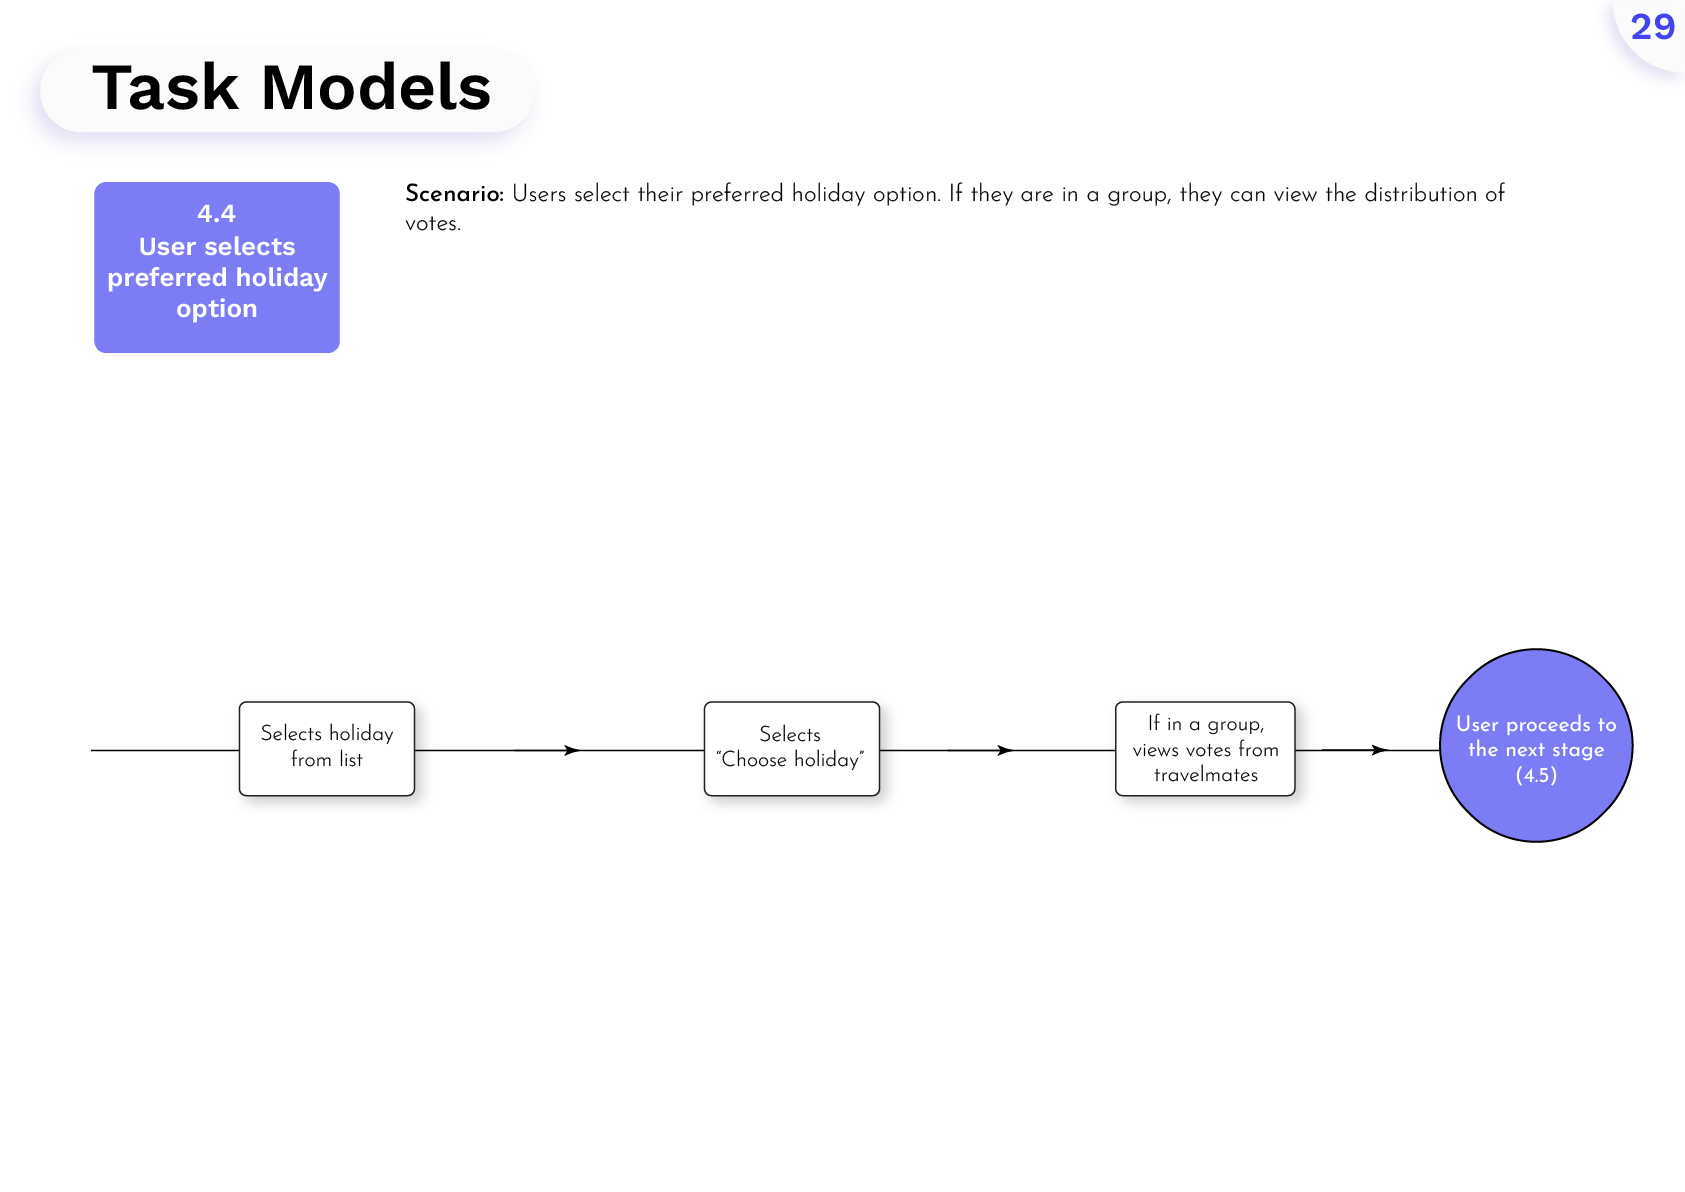 29
Task Models
4.4
User selects
preferred holiday
option
Scenario: Users select their preferred holiday option. If they are in a group, they can view the distribution of
votes.
Selects holiday
from list
Selects
“Choose holiday”
If in a group,
views votes from
travelmates
User proceeds to
the next stage
(4.5)